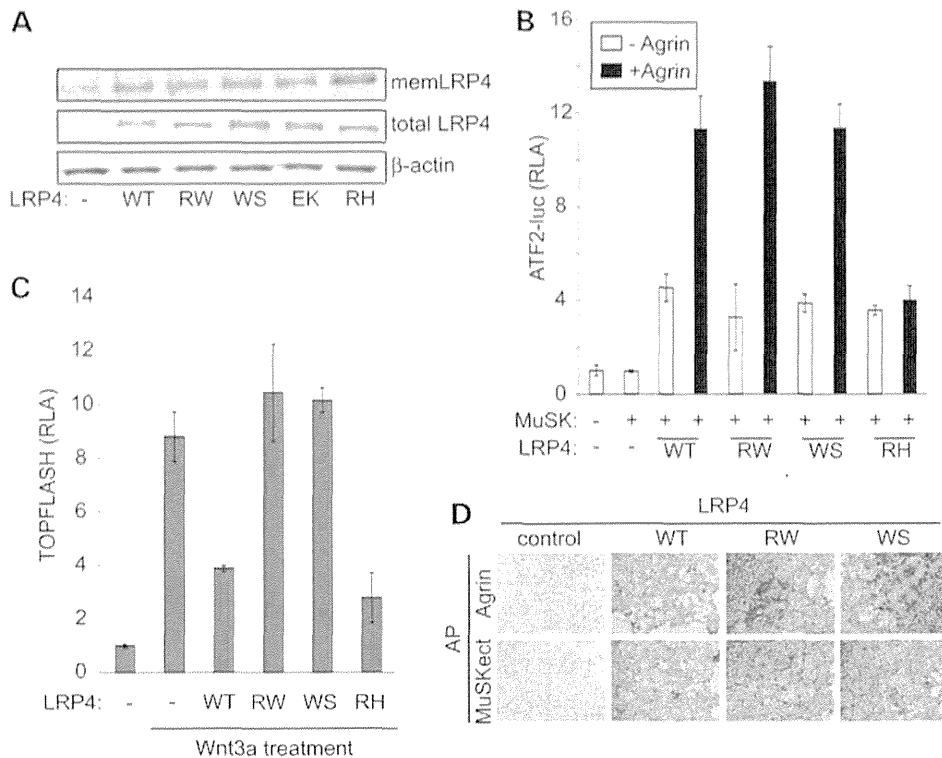 A
memLRP4
total LRP4
β-actin
LRP4: - WT RW WS EK RH
B
16
12
8
4
0
ATF2-luc (RLA)
- Agrin
+Agrin
MuSK: - + + + + + + + + +
LRP4: - - WT RW WS RH
C
14
12
10
8
6
4
2
0
TOPFLASH (RLA)
LRP4: - - WT RW WS RH
Wnt3a treatment
D
LRP4
control WT RW WS
AP
Agrin
MuSKect